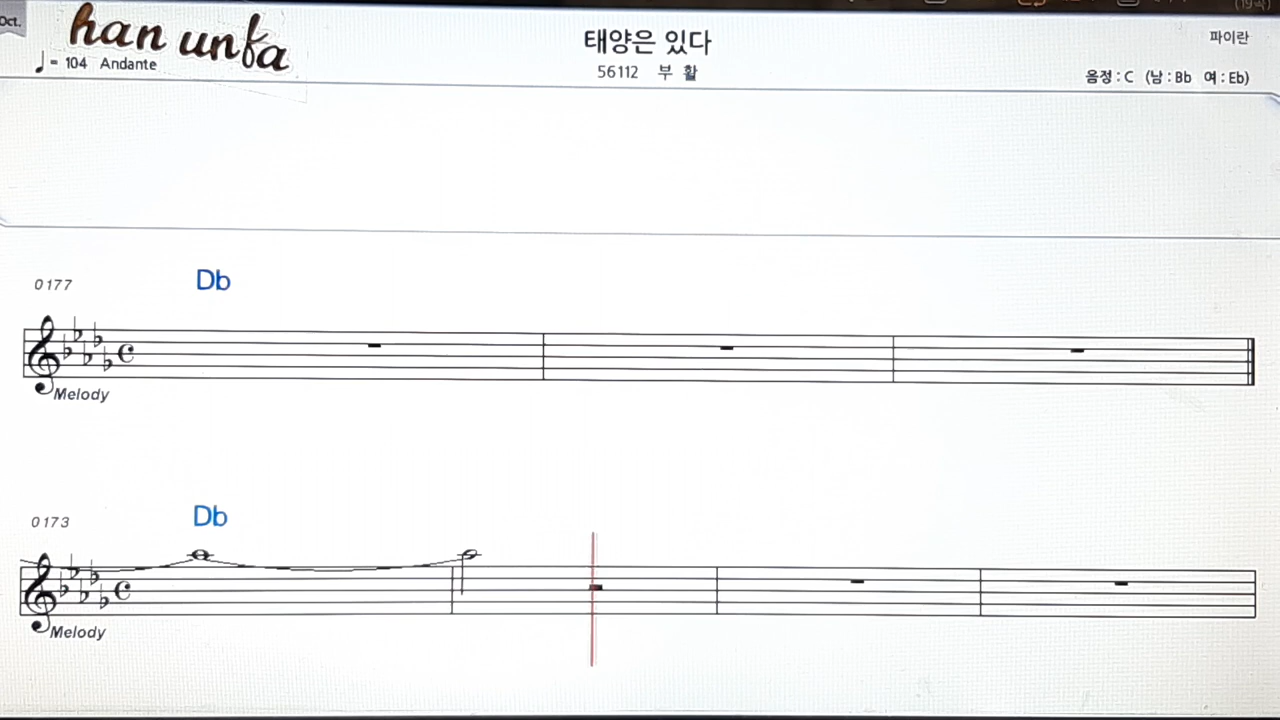 Oct.
han unfa
♩= 104 Andante
태양은 있다
56112 부 활
파이란
음정 : C (남 : Bb 여 : Eb)
0177
Db
Melody
0173
Db
Melody